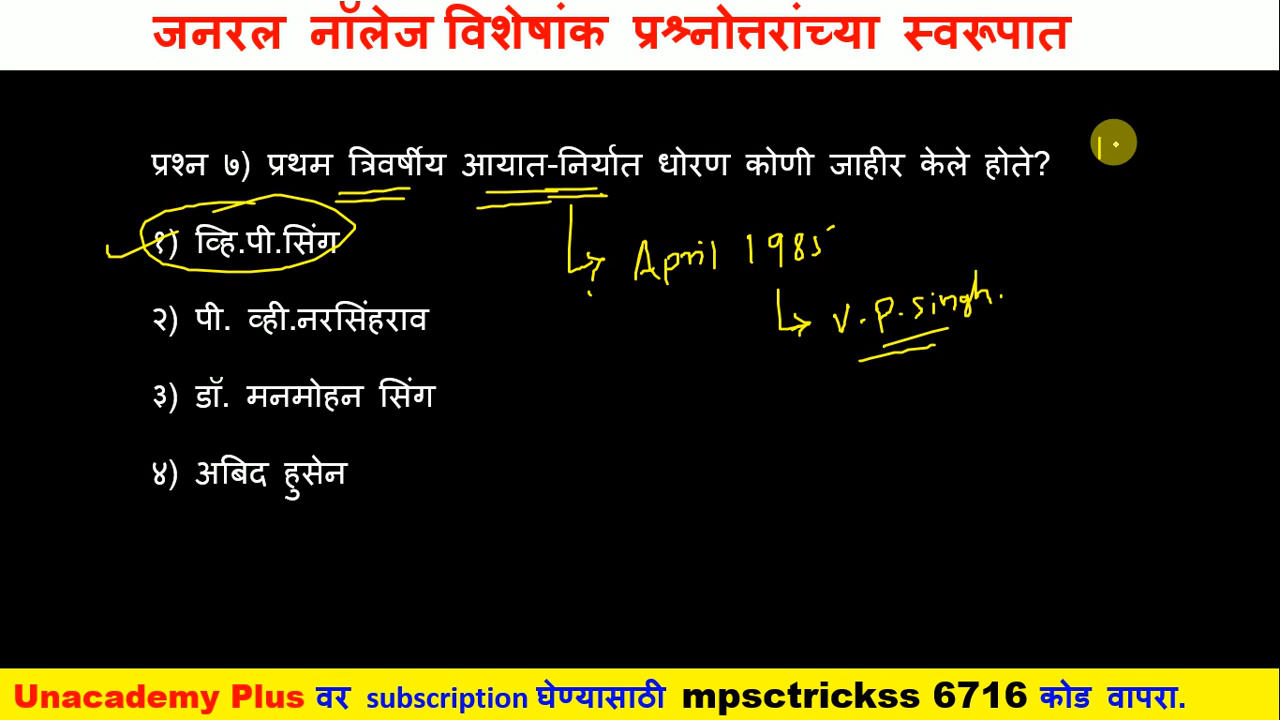 जनरल नॉलेज विशेषांक प्रश्नोत्तरांच्या स्वरूपात
प्रश्न ७) प्रथम त्रिवर्षीय आयात-निर्यात धोरण कोणी जाहीर केले होते?
१) व्हि.पी.सिंग
April 1985
V.P.Singh.
२) पी. व्ही.नरसिंहराव
३) डॉ. मनमोहन सिंग
४) अबिद हुसेन
Unacademy Plus वर subscription घेण्यासाठी mpsctrickss 6716 कोड वापरा.